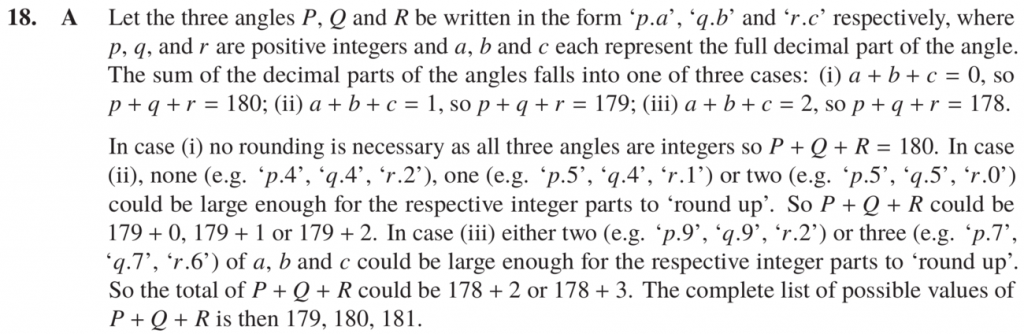 18. A Let the three angles P, Q and R be written in the form ‘p.a’, ‘q.b’ and ‘r.c’ respectively, where
p, q, and r are positive integers and a, b and c each represent the full decimal part of the angle.
The sum of the decimal parts of the angles falls into one of three cases: (i) a + b + c = 0, so
p + q + r = 180; (ii) a + b + c = 1, so p + q + r = 179; (iii) a + b + c = 2, so p + q + r = 178.
In case (i) no rounding is necessary as all three angles are integers so P + Q + R = 180. In case
(ii), none (e.g. ‘p.4’, ‘q.4’, ‘r.2’), one (e.g. ‘p.5’, ‘q.4’, ‘r.1’) or two (e.g. ‘p.5’, ‘q.5’, ‘r.0’)
could be large enough for the respective integer parts to ‘round up’. So P + Q + R could be
179 + 0, 179 + 1 or 179 + 2. In case (iii) either two (e.g. ‘p.9’, ‘q.9’, ‘r.2’) or three (e.g. ‘p.7’,
‘q.7’, ‘r.6’) of a, b and c could be large enough for the respective integer parts to ‘round up’.
So the total of P + Q + R could be 178 + 2 or 178 + 3. The complete list of possible values of
P + Q + R is then 179, 180, 181.